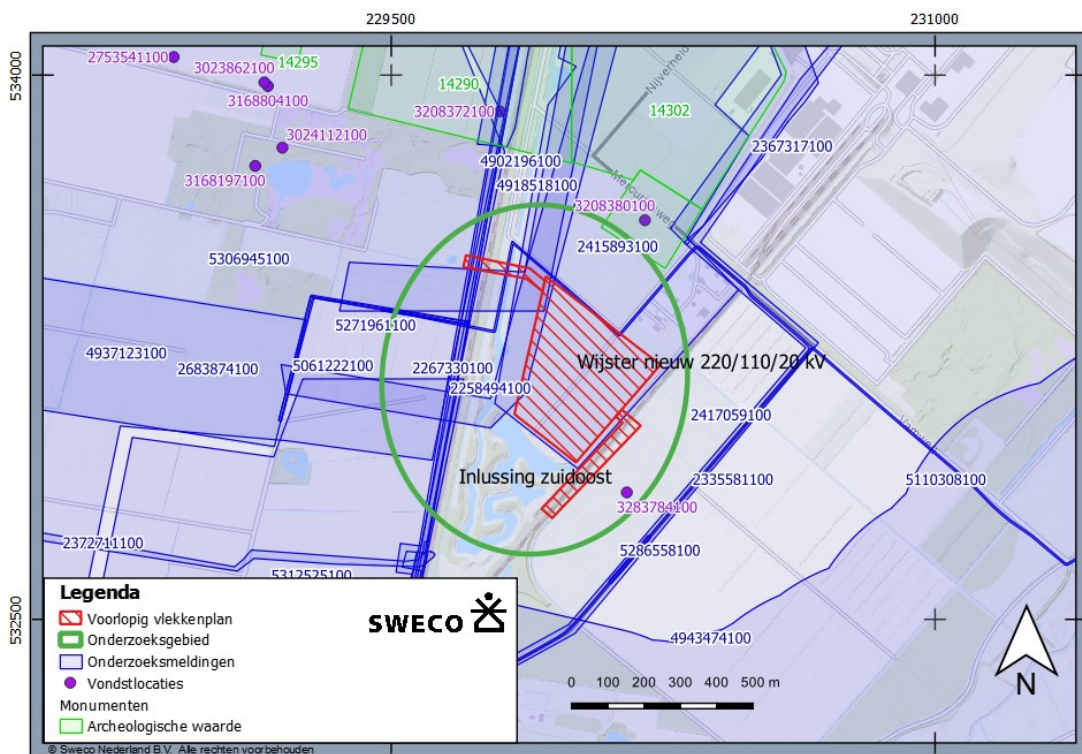 229500
231000
534000
532500
2753541100
3023862100
3168804100
14295
14290
3208372100
3024112100
3168197100
4902196100
4918518100
14302
2367317100
3208380100
2415893100
5306945100
5271961100
4937123100
2683874100
5061222100
2267330100
2258494100
Wijster nieuw 220/110/20 kV
2417059100
Inlussing zuidoost
2335581100
5110308100
3283784100
2372711100
5312525100
5286558100
4943474100
Legenda
Voorlopig vlekkenplan
Onderzoeksgebied
Onderzoeksmeldingen
Vondstlocaties
Monumenten
Archeologische waarde
SWECO
0 100 200 300 400 500 m
N
© Sweco Nederland B.V. Alle rechten voorbehouden